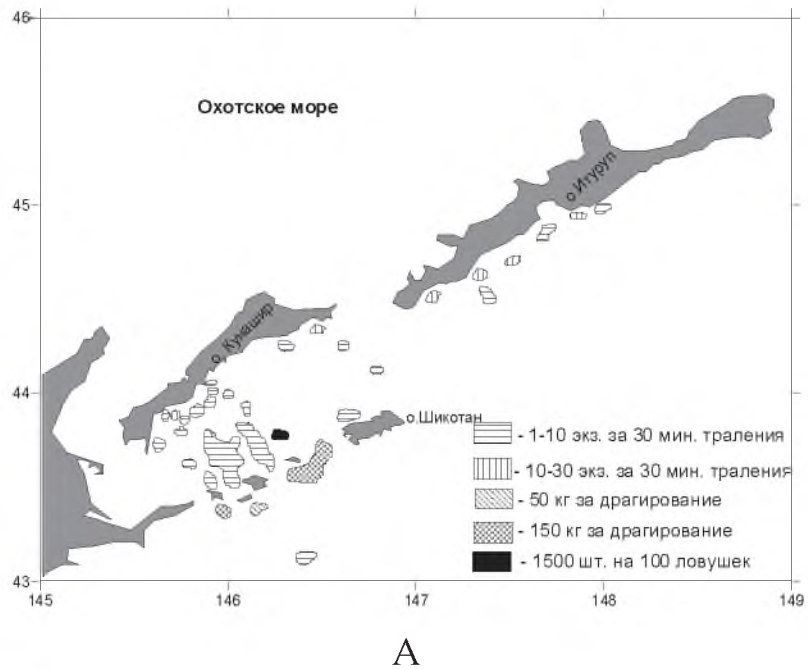 46
Охотское море
о.Итуруп
45
о. Кунашир
44
о.Шикотан
- 1-10 экз. за 30 мин. траления
- 10-30 экз. за 30 мин. траления
- 50 кг за драгирование
- 150 кг за драгирование
- 1500 шт. на 100 ловушек
43
145
146
147
148
149
А